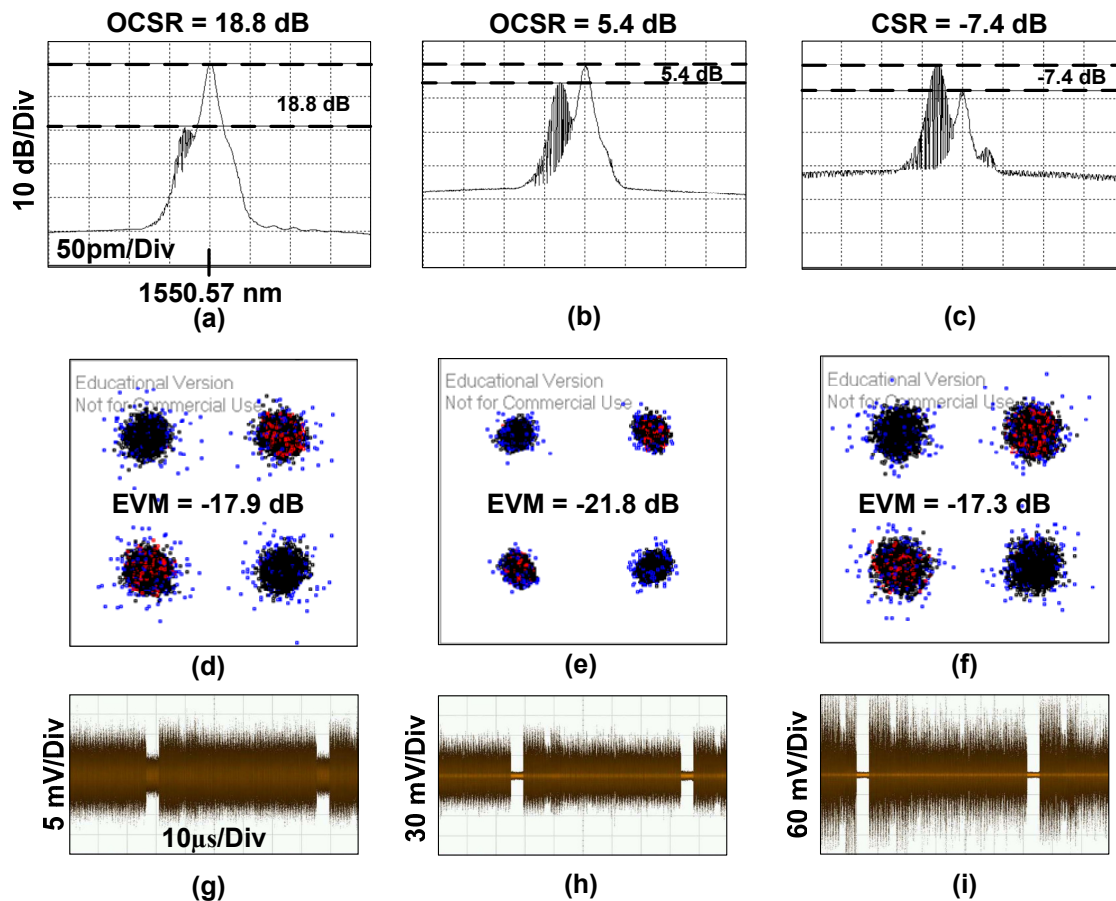 OCSR = 18.8 dB
OCSR = 5.4 dB
CSR = -7.4 dB
10 dB/Div
18.8 dB
5.4 dB
-7.4 dB
50pm/Div
1550.57 nm
(a)
(b)
(c)
Educational Version
Not for Commercial Use
EVM = -17.9 dB
Educational Version
Not for Commercial Use
EVM = -21.8 dB
Educational Version
Not for Commercial Use
EVM = -17.3 dB
(d)
(e)
(f)
5 mV/Div
10µs/Div
30 mV/Div
60 mV/Div
(g)
(h)
(i)